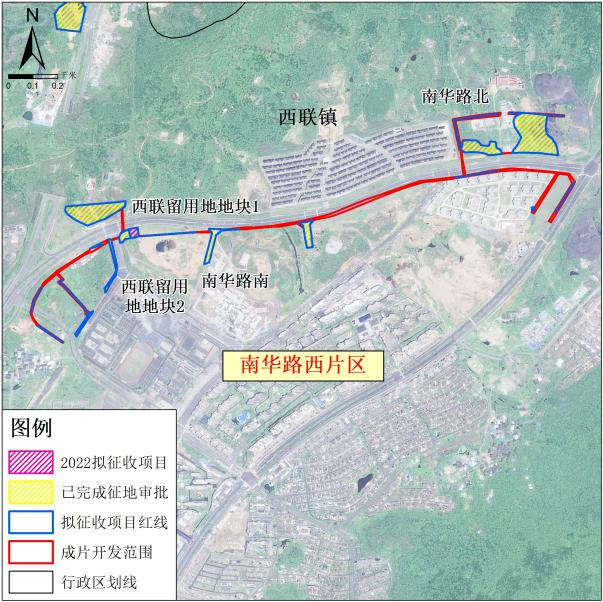 N
0 0.1 0.2 千米
南华路北
西联镇
西联留用地地块1
南华路南
西联留用
地地块2
南华路西片区
图例
2022拟征收项目
已完成征地审批
拟征收项目红线
成片开发范围
行政区划线